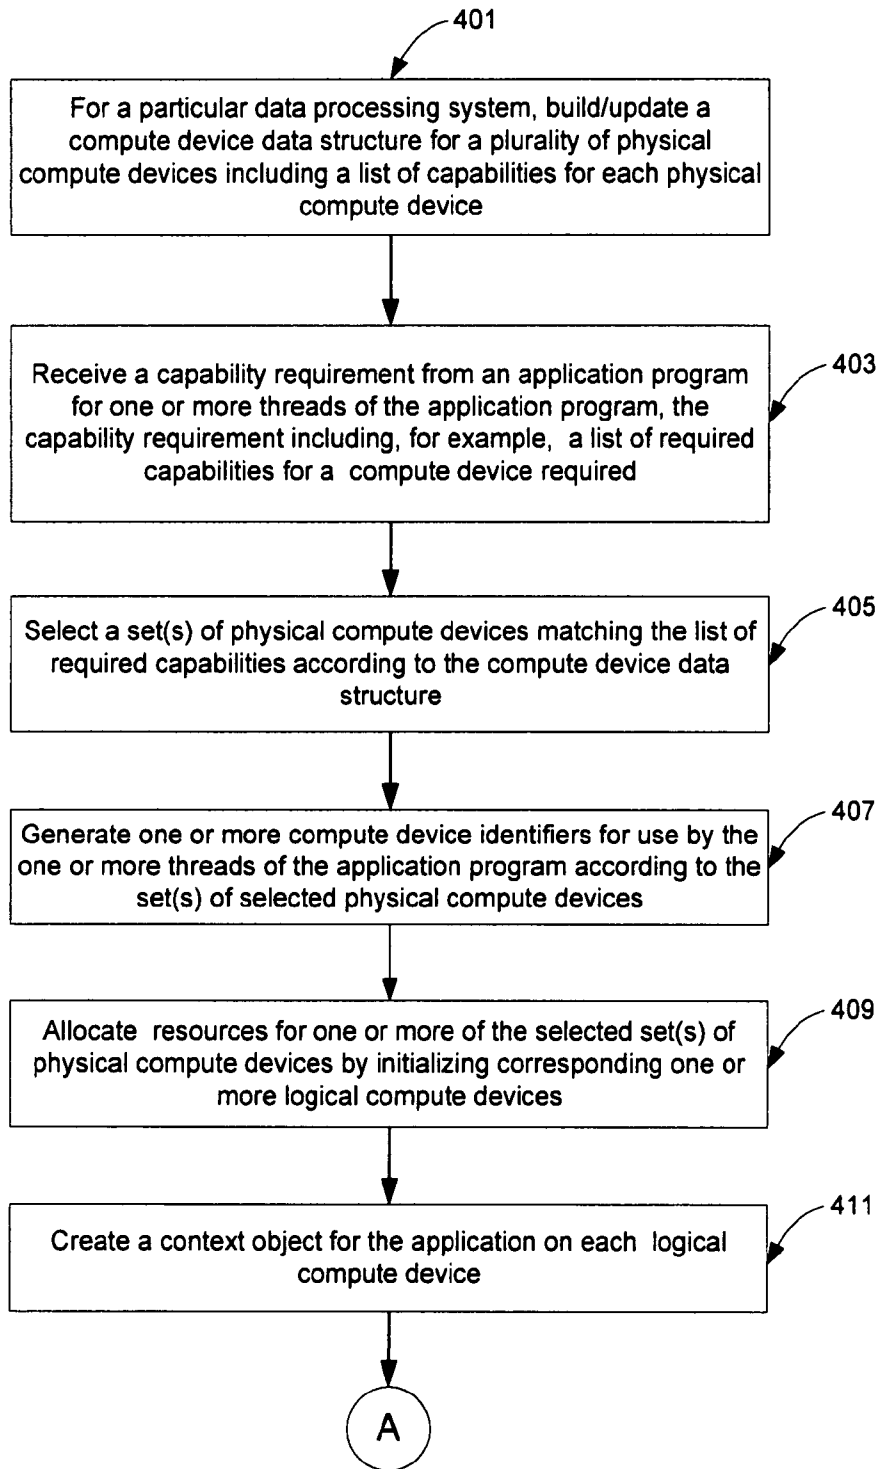 401
For a particular data processing system, build/update a
compute device data structure for a plurality of physical
compute devices including a list of capabilities for each physical
compute device
403
Receive a capability requirement from an application program
for one or more threads of the application program, the
capability requirement including, for example, a list of required
capabilities for a compute device required
405
Select a set(s) of physical compute devices matching the list of
required capabilities according to the compute device data
structure
407
Generate one or more compute device identifiers for use by the
one or more threads of the application program according to the
set(s) of selected physical compute devices
409
Allocate resources for one or more of the selected set(s) of
physical compute devices by initializing corresponding one or
more logical compute devices
411
Create a context object for the application on each logical
compute device
A